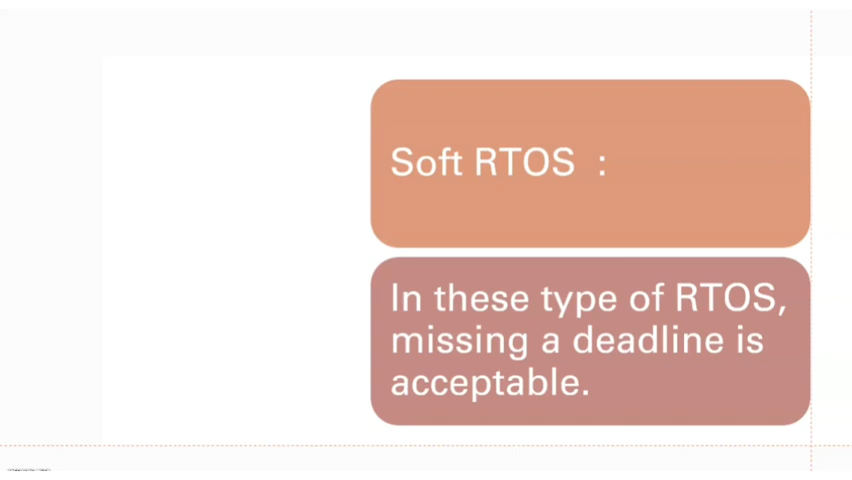 Soft RTOS :
In these type of RTOS,
missing a deadline is
acceptable.